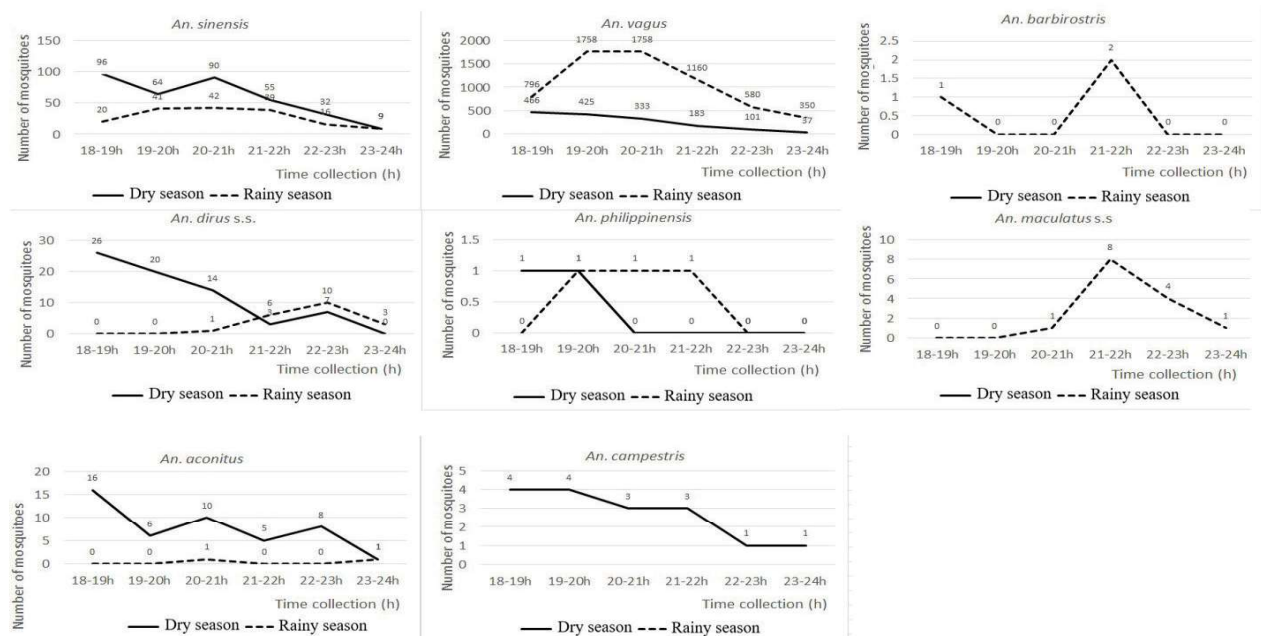 An. sinensis
Number of mosquitoes
150
100
50
0
96
64
90
55
32
9
20
41
42
39
16
18-19h 19-20h 20-21h 21-22h 22-23h 23-24h
Time collection (h)
Dry season Rainy season
An. vagus
Number of mosquitoes
2000
1500
1000
500
0
796
1758
1758
1160
580
350
466
425
333
183
101
37
18-19h 19-20h 20-21h 21-22h 22-23h 23-24h
Time collection (h)
Dry season Rainy season
An. barbirostris
Number of mosquitoes
2.5
2
1.5
1
0.5
0
1
0
0
2
0
0
18-19h 19-20h 20-21h 21-22h 22-23h 23-24h
Time collection (h)
Dry season Rainy season
An. dirus s.s.
Number of mosquitoes
30
20
10
0
26
20
14
3
7
0
0
0
1
6
10
3
18-19h 19-20h 20-21h 21-22h 22-23h 23-24h
Time collection (h)
Dry season Rainy season
An. philippinensis
Number of mosquitoes
1.5
1
0.5
0
1
1
1
1
0
0
0
0
0
18-19h 19-20h 20-21h 21-22h 22-23h 23-24h
Time collection (h)
Dry season Rainy season
An. maculatus s.s
Number of mosquitoes
10
8
6
4
2
0
0
0
1
8
4
1
18-19h 19-20h 20-21h 21-22h 22-23h 23-24h
Time collection (h)
Dry season Rainy season
An. aconitus
Number of mosquitoes
20
15
10
5
0
16
6
10
5
8
1
0
0
1
0
0
18-19h 19-20h 20-21h 21-22h 22-23h 23-24h
Time collection (h)
Dry season Rainy season
An. campestris
Number of mosquitoes
5
4
3
2
1
0
4
4
3
3
1
1
18-19h 19-20h 20-21h 21-22h 22-23h 23-24h
Time collection (h)
Dry season Rainy season